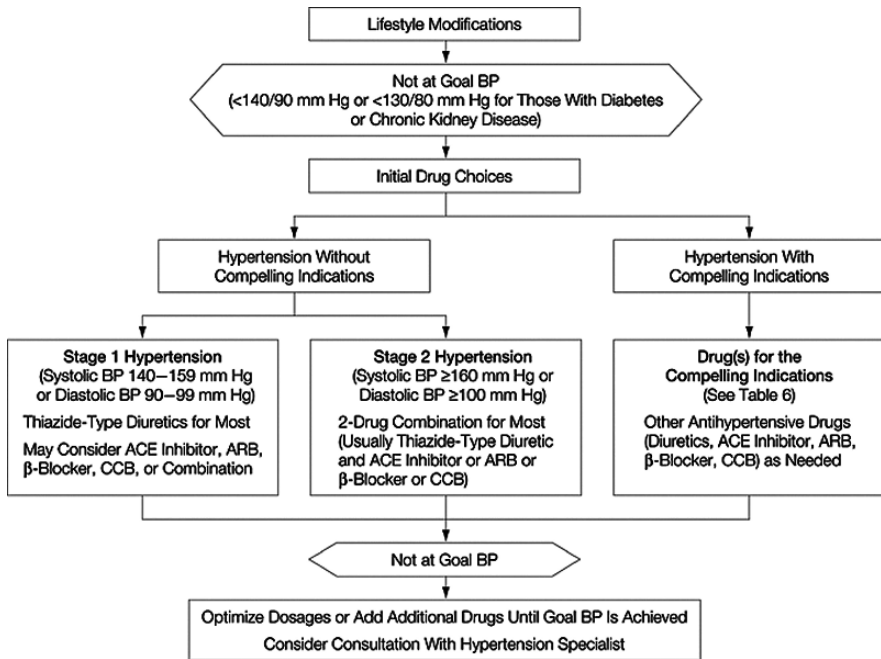 Lifestyle Modifications
Not at Goal BP
(<140/90 mm Hg or <130/80 mm Hg for Those With Diabetes
or Chronic Kidney Disease)
Initial Drug Choices
Hypertension Without
Compelling Indications
Hypertension With
Compelling Indications
Stage 1 Hypertension
(Systolic BP 140–159 mm Hg
or Diastolic BP 90–99 mm Hg)
Thiazide-Type Diuretics for Most
May Consider ACE Inhibitor, ARB,
β-Blocker, CCB, or Combination
Stage 2 Hypertension
(Systolic BP ≥160 mm Hg or
Diastolic BP ≥100 mm Hg)
2-Drug Combination for Most
(Usually Thiazide-Type Diuretic
and ACE Inhibitor or ARB or
β-Blocker or CCB)
Drug(s) for the
Compelling Indications
(See Table 6)
Other Antihypertensive Drugs
(Diuretics, ACE Inhibitor, ARB,
β-Blocker, CCB) as Needed
Not at Goal BP
Optimize Dosages or Add Additional Drugs Until Goal BP Is Achieved
Consider Consultation With Hypertension Specialist